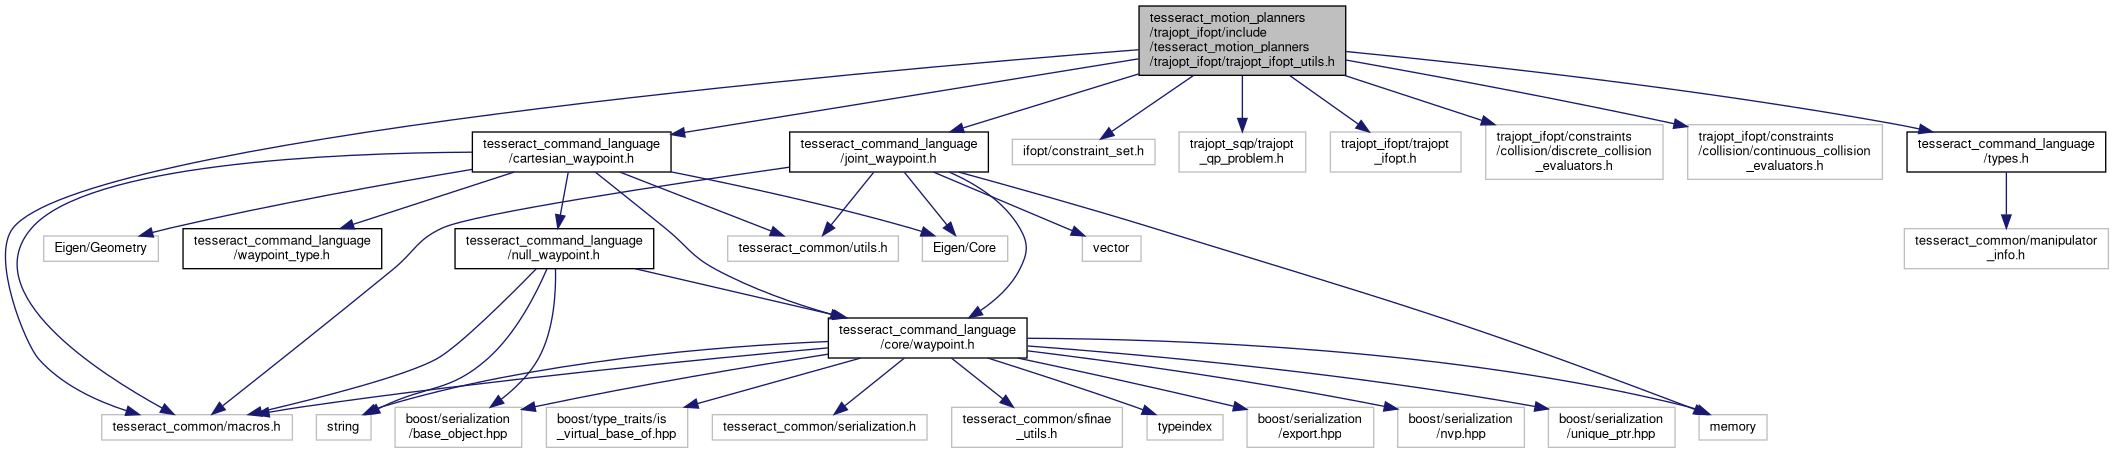 tesseract_motion_planners
/trajopt_ifopt/include
/tesseract_motion_planners
/trajopt_ifopt/trajopt_ifopt_utils.h
tesseract_command_language
/cartesian_waypoint.h
tesseract_command_language
/joint_waypoint.h
ifopt/constraint_set.h
trajopt_sqp/trajopt
_qp_problem.h
trajopt_ifopt/trajopt
_ifopt.h
trajopt_ifopt/constraints
/collision/discrete_collision
_evaluators.h
trajopt_ifopt/constraints
/collision/continuous_collision
_evaluators.h
tesseract_command_language
/types.h
Eigen/Geometry
tesseract_command_language
/waypoint_type.h
tesseract_command_language
/null_waypoint.h
tesseract_common/utils.h
Eigen/Core
vector
tesseract_common/manipulator
_info.h
tesseract_command_language
/core/waypoint.h
tesseract_common/macros.h
string
boost/serialization
/base_object.hpp
boost/type_traits/is
_virtual_base_of.hpp
tesseract_common/serialization.h
tesseract_common/sfinae
_utils.h
typeindex
boost/serialization
/export.hpp
boost/serialization
/nvp.hpp
boost/serialization
/unique_ptr.hpp
memory